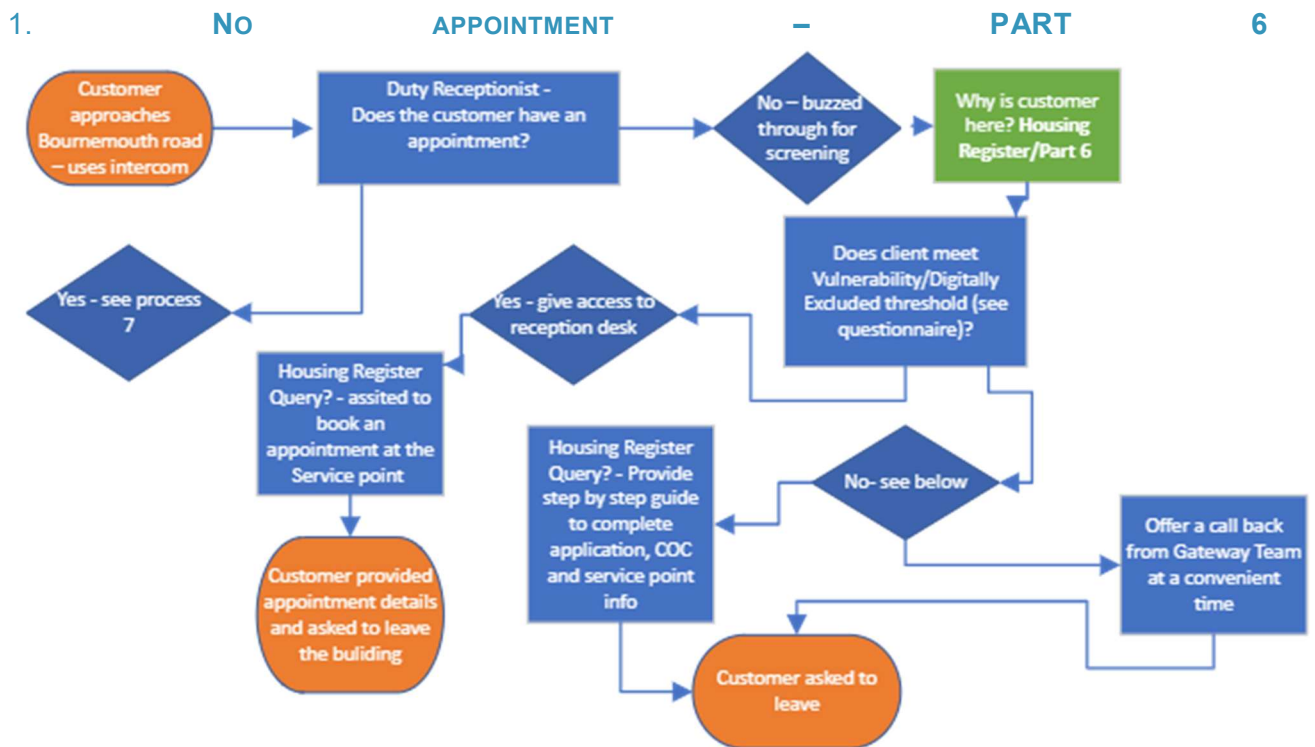 1. NO APPOINTMENT – PART 6
Customer
approaches
Bournemouth road
– uses intercom
Duty Receptionist -
Does the customer have an
appointment?
No – buzzed
through for
screening
Why is customer
here? Housing
Register/Part 6
Does client meet
Vulnerability/Digitally
Excluded threshold (see
questionnaire)?
Yes - see process
7
Yes - give access to
reception desk
Housing Register
Query? - assited to
book an
appointment at the
Service point
Customer provided
appointment details
and asked to leave
the buliding
Housing Register
Query? - Provide
step by step guide
to complete
application, COC
and service point
info
No- see below
Offer a call back
from Gateway Team
at a convenient
time
Customer asked to
leave